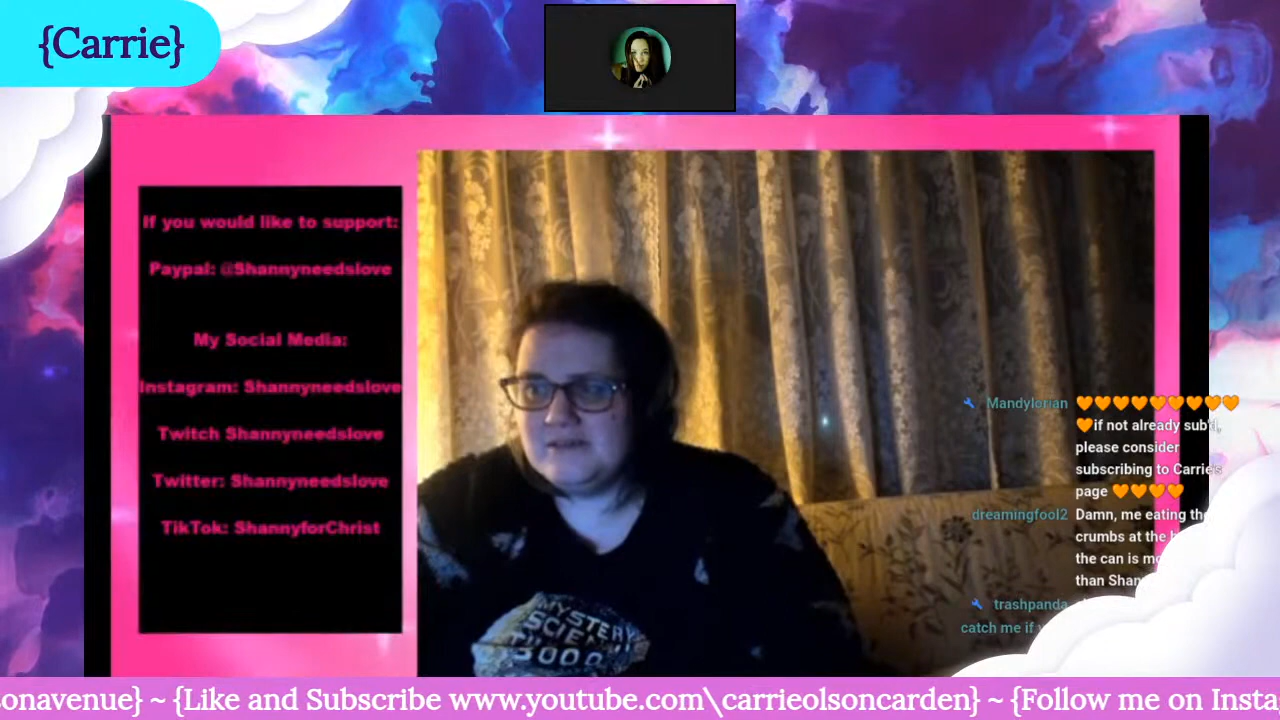 {Carrie}
If you would like to support:
Paypal: @Shannyneedslove
My Social Media:
Instagram: Shannyneedslove
Twitch Shannyneedslove
Twitter: Shannyneedslove
TikTok: ShannyforChrist
MYSTERY
SCIENCE
3000
Mandylorian 🧡🧡🧡🧡🧡🧡🧡🧡🧡
🧡if not already sub'd,
please consider
subscribing to Carrie's
page 🧡🧡🧡🧡
dreamingfool2 Damn, me eating the
crumbs at the
the can is
than
trashpanda
catch me if
onavenue} ~ {Like and Subscribe www.youtube.com\carrieolsoncarden} ~ {Follow me on Insta